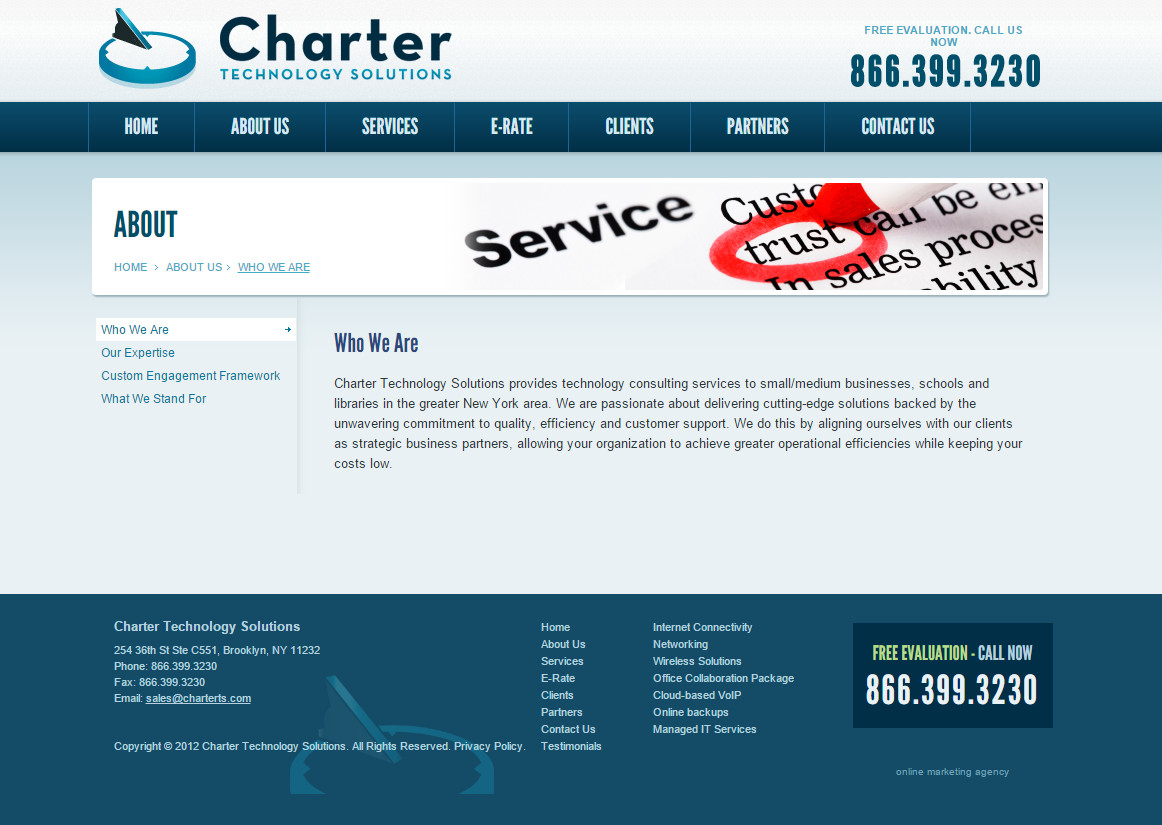 Charter
TECHNOLOGY SOLUTIONS
FREE EVALUATION. CALL US
NOW
866.399.3230
HOME
ABOUT US
SERVICES
E-RATE
CLIENTS
PARTNERS
CONTACT US
ABOUT
HOME > ABOUT US > WHO WE ARE
Service
Custo
trust can be em
In sales proces
bility
Who We Are
Our Expertise
Custom Engagement Framework
What We Stand For
Who We Are
Charter Technology Solutions provides technology consulting services to small/medium businesses, schools and
libraries in the greater New York area. We are passionate about delivering cutting-edge solutions backed by the
unwavering commitment to quality, efficiency and customer support. We do this by aligning ourselves with our clients
as strategic business partners, allowing your organization to achieve greater operational efficiencies while keeping your
costs low.
Charter Technology Solutions
254 36th St Ste C551, Brooklyn, NY 11232
Phone: 866.399.3230
Fax: 866.399.3230
Email: sales@charterts.com
Copyright © 2012 Charter Technology Solutions. All Rights Reserved. Privacy Policy.
Home
About Us
Services
E-Rate
Clients
Partners
Contact Us
Testimonials
Internet Connectivity
Networking
Wireless Solutions
Office Collaboration Package
Cloud-based VoIP
Online backups
Managed IT Services
FREE EVALUATION - CALL NOW
866.399.3230
online marketing agency